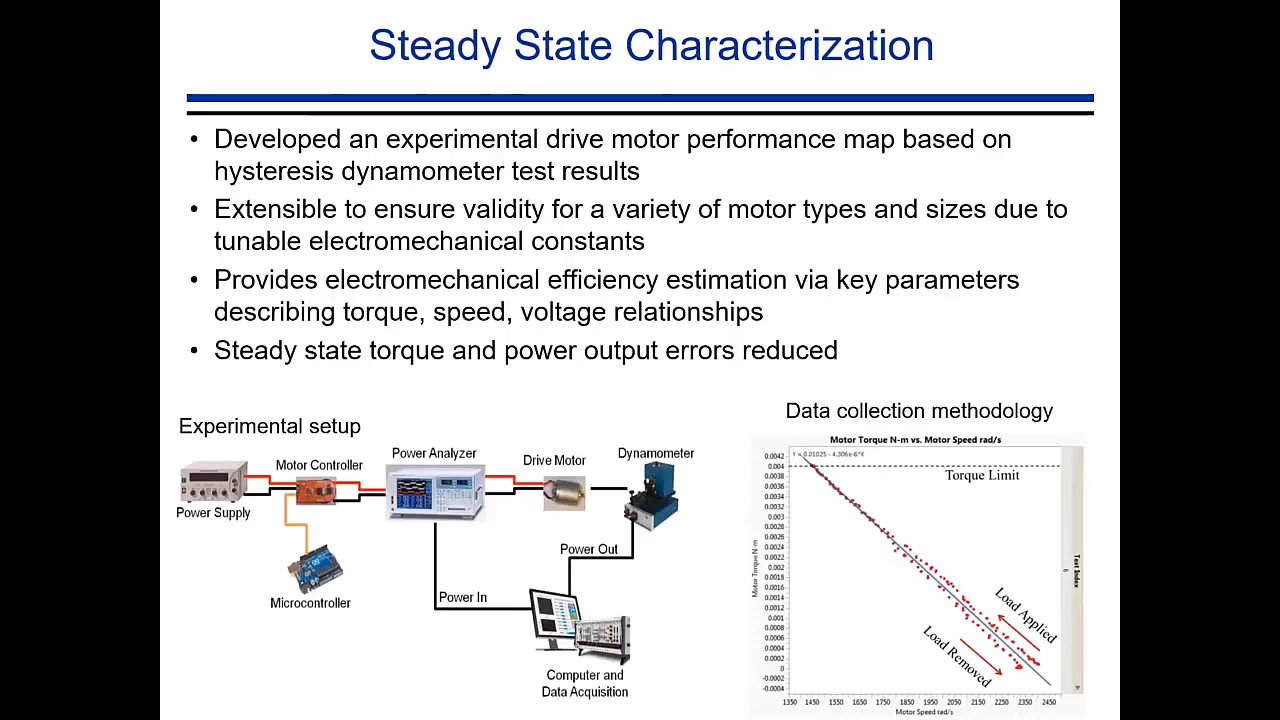 Steady State Characterization
• Developed an experimental drive motor performance map based on
hysteresis dynamometer test results
• Extensible to ensure validity for a variety of motor types and sizes due to
tunable electromechanical constants
• Provides electromechanical efficiency estimation via key parameters
describing torque, speed, voltage relationships
• Steady state torque and power output errors reduced
Experimental setup
Power Supply
Motor Controller
Microcontroller
Power Analyzer
Drive Motor
Dynamometer
Power Out
Power In
Computer and
Data Acquisition
Data collection methodology
Motor Torque N-m vs. Motor Speed rad/s
Y = 0.01025 - 4.306e-6*X
Torque Limit
Load Applied
Load Removed
Motor Torque N-m
0.0042
0.004
0.0038
0.0036
0.0034
0.0032
0.003
0.0028
0.0026
0.0024
0.0022
0.002
0.0018
0.0016
0.0014
0.0012
0.001
0.0008
0.0006
0.0004
0.0002
0
-0.0002
-0.0004
1350 1450 1550 1650 1750 1850 1950 2050 2150 2250 2350 2450
Motor Speed rad/s
Test Index